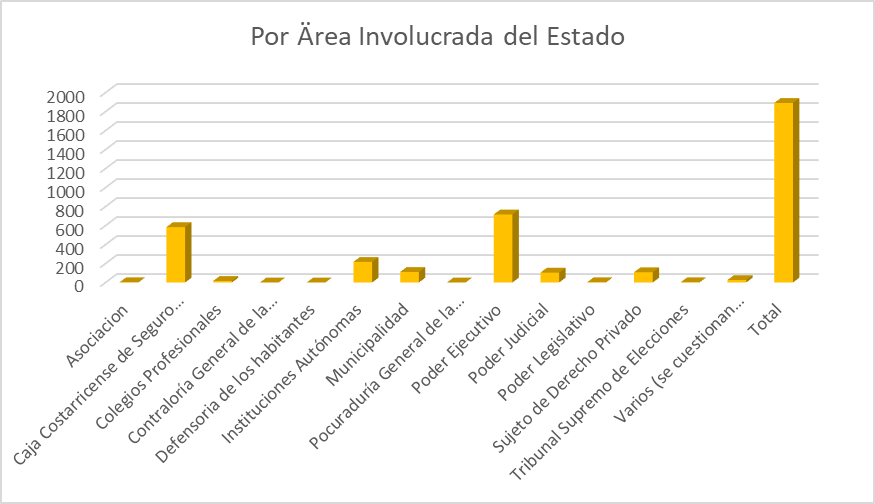 Por Ärea Involucrada del Estado
2000
1800
1600
1400
1200
1000
800
600
400
200
0
Asociacion
Caja Costarricense de Seguro...
Colegios Profesionales
Contraloría General de la...
Defensoria de los habitantes
Instituciones Autónomas
Municipalidad
Pocuraduría General de la...
Poder Ejecutivo
Poder Judicial
Poder Legislativo
Sujeto de Derecho Privado
Tribunal Supremo de Elecciones
Varios (se cuestionan...
Total